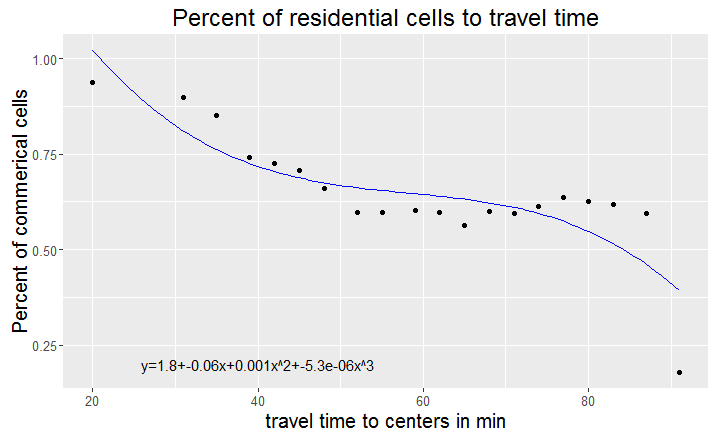 Percent of residential cells to travel time
Percent of commerical cells
1.00
0.75
0.50
0.25
y=1.8+-0.06x+0.001x^2+-5.3e-06x^3
20
40
60
80
travel time to centers in min